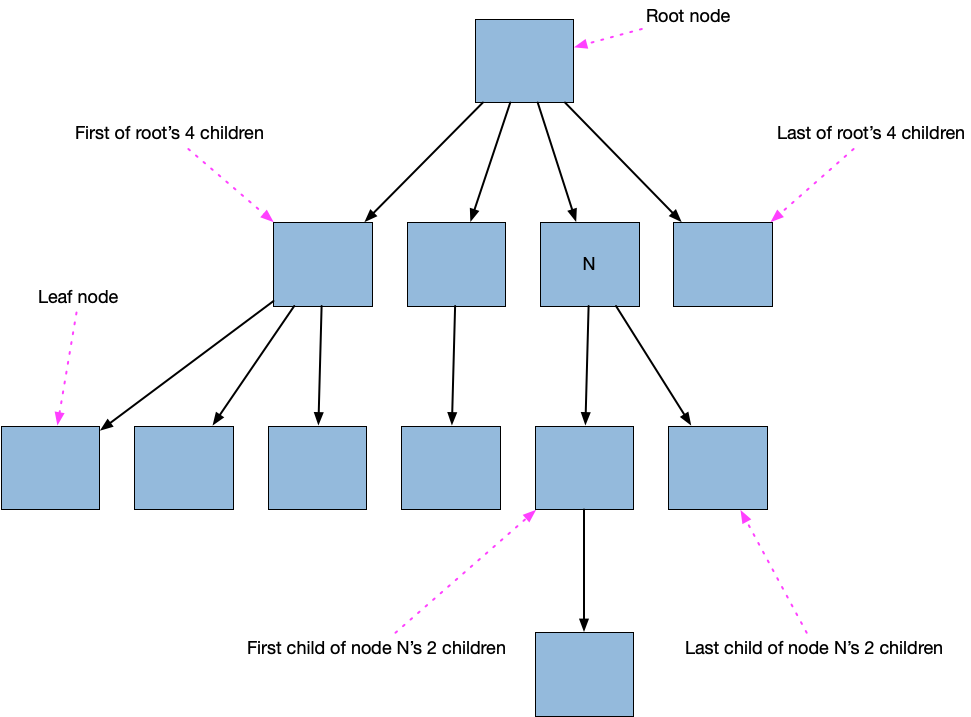 Root node
First of root’s 4 children
Last of root’s 4 children
N
Leaf node
First child of node N’s 2 children
Last child of node N’s 2 children